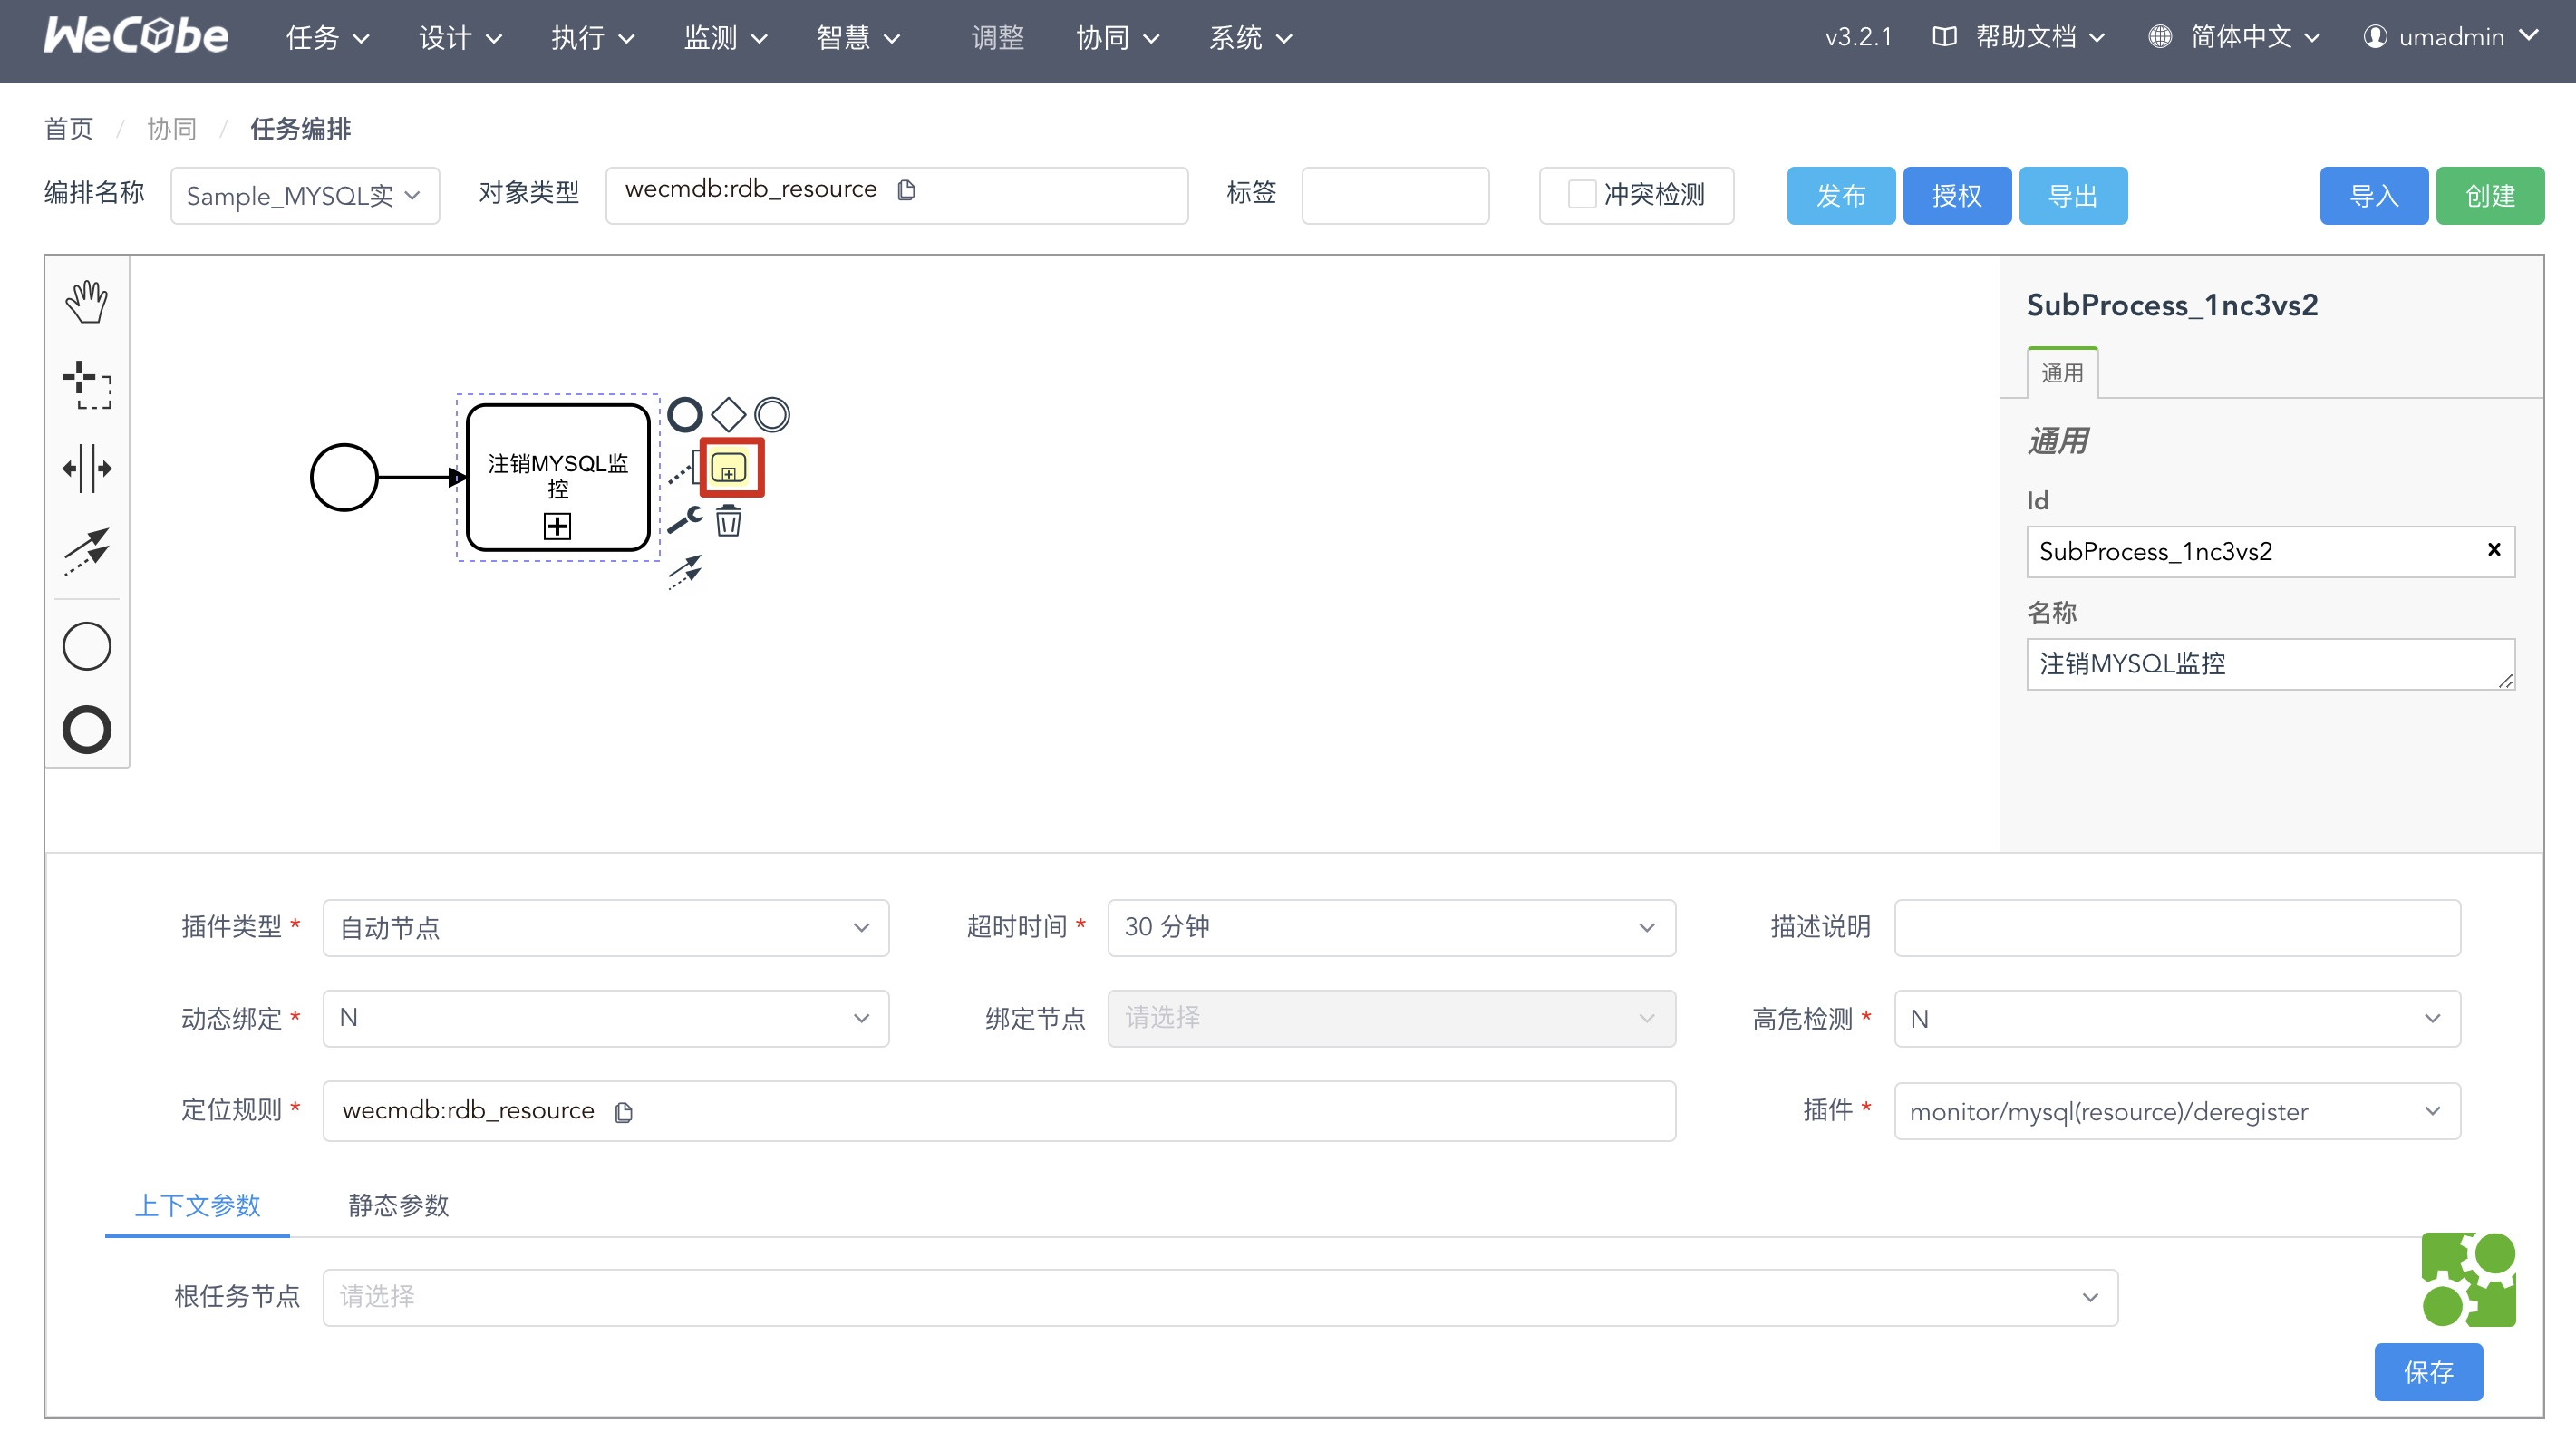 WeCube 任务 设计 执行 监测 智慧 调整 协同 系统 v3.2.1 帮助文档 简体中文 umadmin
首页 / 协同 / 任务编排
编排名称 Sample_MYSQL实 对象类型 wecmdb:rdb_resource 标签 冲突检测 发布 授权 导出 导入 创建
SubProcess_1nc3vs2
通用
通用
Id
SubProcess_1nc3vs2
名称
注销MYSQL监控
注销MYSQL监
控
插件类型 * 自动节点 超时时间 * 30 分钟 描述说明
动态绑定 * N 绑定节点 请选择 高危检测 * N
定位规则 * wecmdb:rdb_resource 插件 * monitor/mysql(resource)/deregister
上下文参数 静态参数
根任务节点 请选择
保存